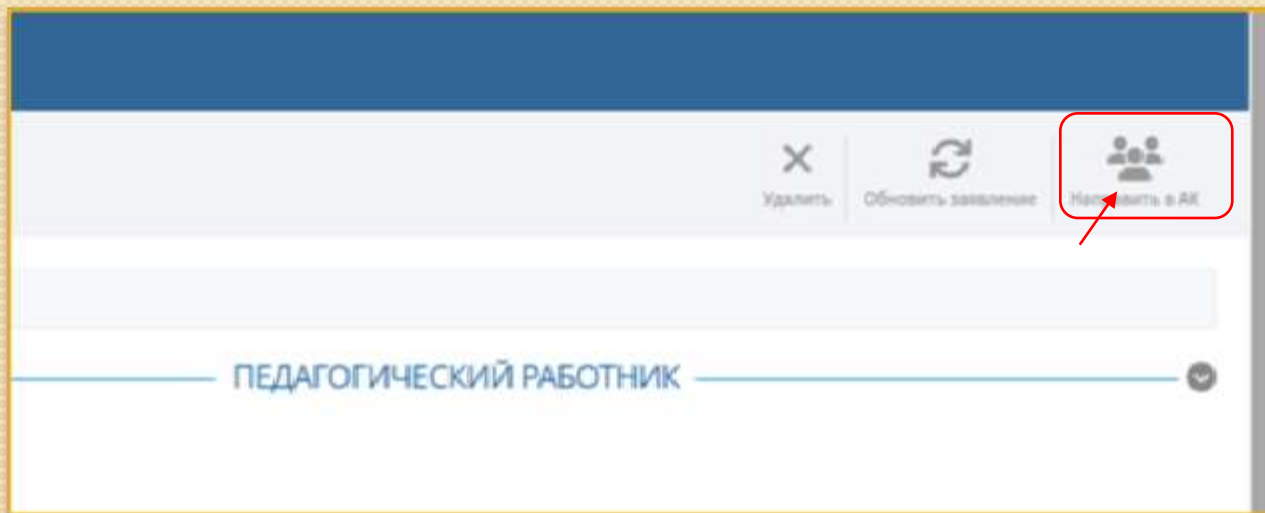 Удалить
Обновить заявление
Направить в АК
ПЕДАГОГИЧЕСКИЙ РАБОТНИК